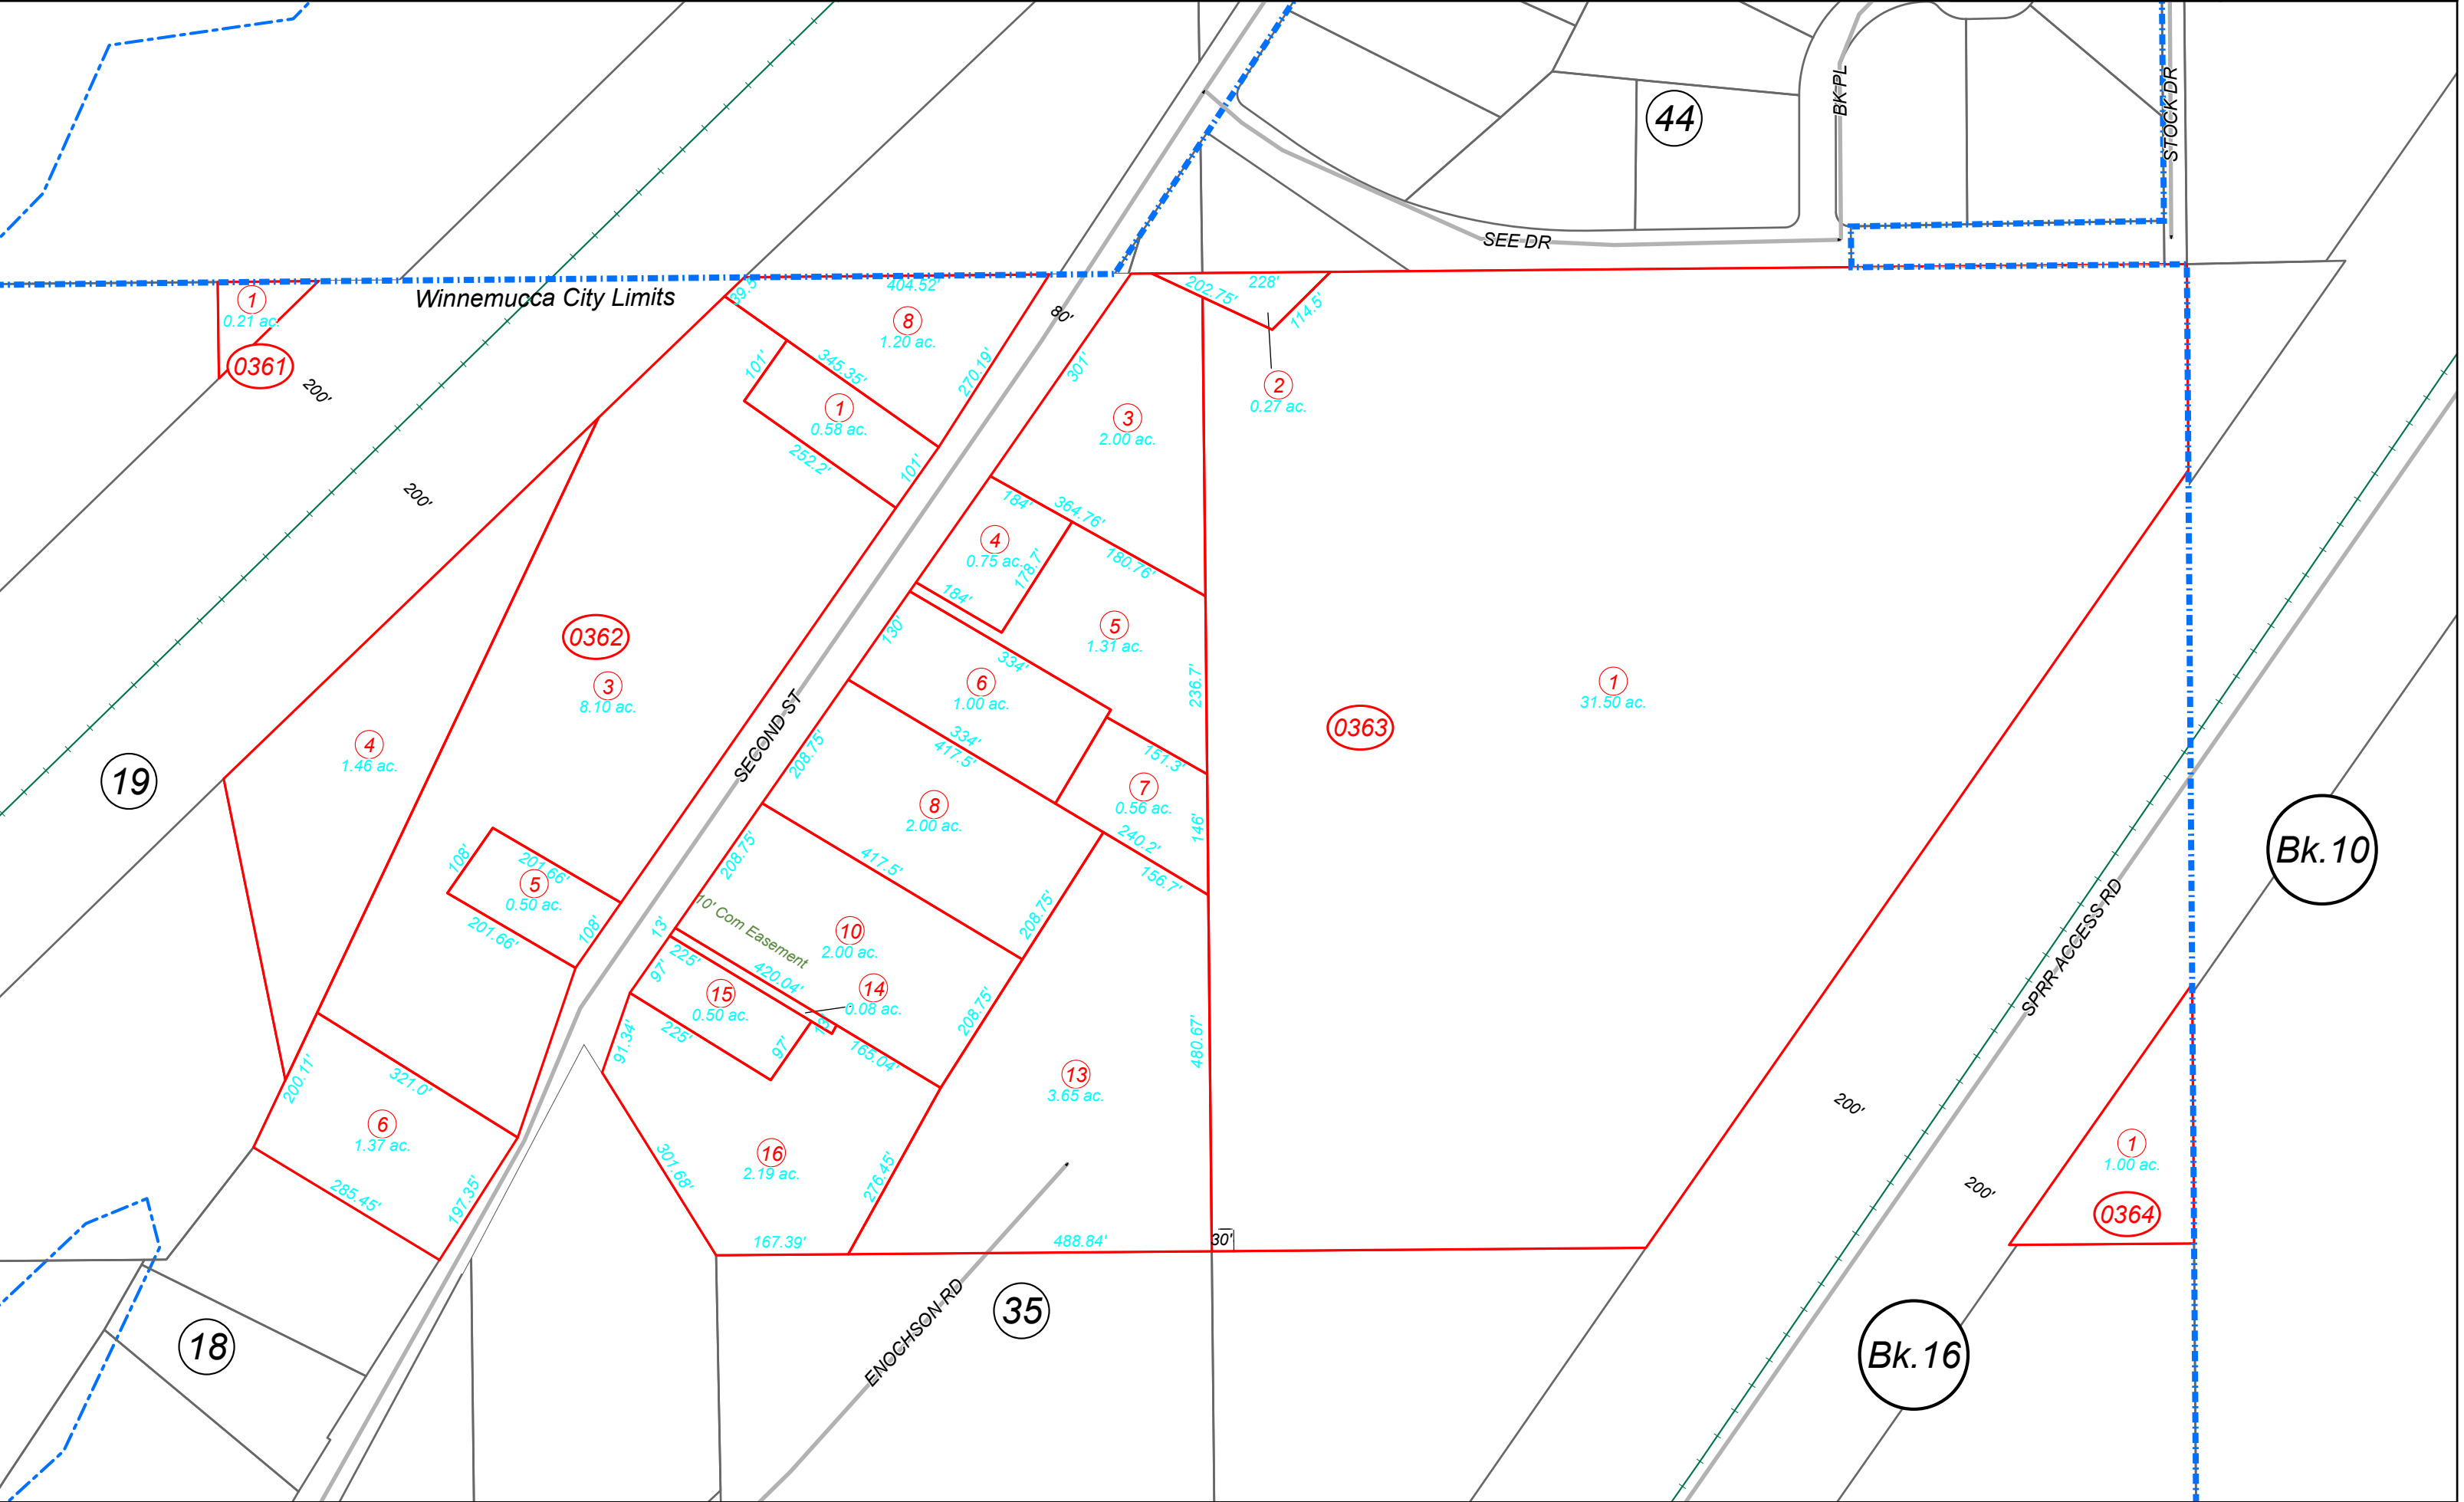 44
BK PL
STOCK DR
SEE DR
Winnemucca City Limits
1
0.21 ac.
0361
200'
200'
39.5'
404.52'
8
1.20 ac.
270.19'
345.35'
101'
1
0.58 ac.
252.2'
101'
80'
202.75'
228'
114.5'
2
0.27 ac.
301'
3
2.00 ac.
184'
364.76'
180.76'
4
0.75 ac.
178.7'
184'
5
1.31 ac.
236.7'
130'
334'
6
1.00 ac.
334'
417.5'
151.3'
7
0.56 ac.
146'
240.2'
156.7'
0362
3
8.10 ac.
4
1.46 ac.
19
SECOND ST
0363
1
31.50 ac.
208.75'
8
2.00 ac.
417.5'
208.75'
208.75'
108'
201.66'
5
0.50 ac.
201.66'
108'
10' Com Easement
10
2.00 ac.
13'
225'
420.04'
14
0.08 ac.
13'
97'
15
0.50 ac.
225'
97'
91.34'
165.04'
208.75'
480.67'
13
3.65 ac.
200.11'
321.0'
6
1.37 ac.
285.45'
197.35'
301.68'
16
2.19 ac.
276.45'
167.39'
488.84'
30'
ENOCHSON RD
35
18
SPRR ACCESS RD
200'
200'
Bk.10
1
1.00 ac.
0364
Bk.16